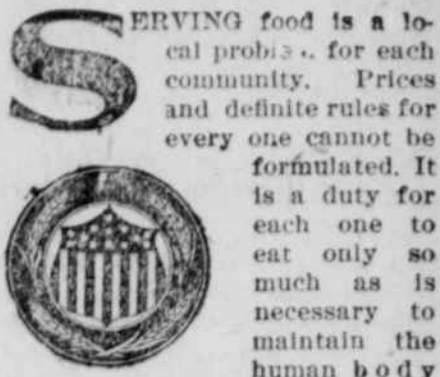 SERVING food is a lo-
cal for each
community. Prices
and definite rules for
every one cannot be
formulated. It
is a duty for
each one to
eat only so
much as is
necessary to
maintain the
human body